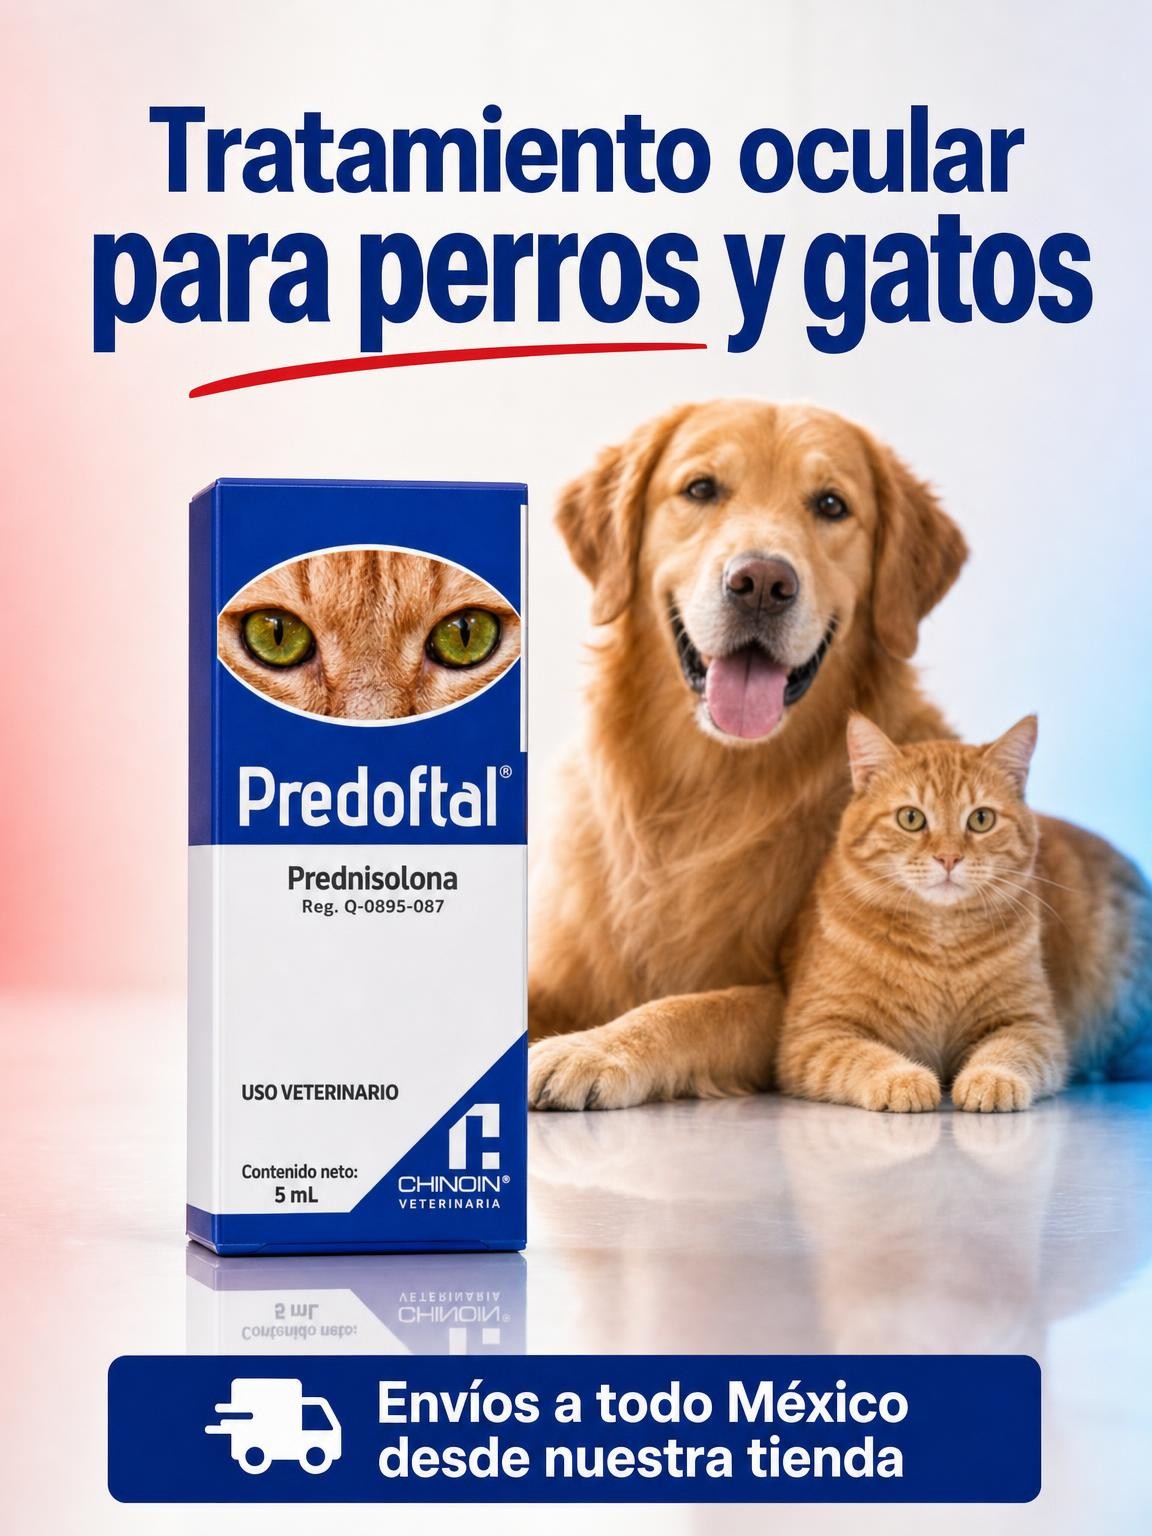 Tratamiento ocular
para perros y gatos
Predoftal®
Prednisolona
Reg. Q-0895-087
USO VETERINARIO
Contenido neto:
5 mL
CHINOIN®
VETERINARIA
Envíos a todo México
desde nuestra tienda